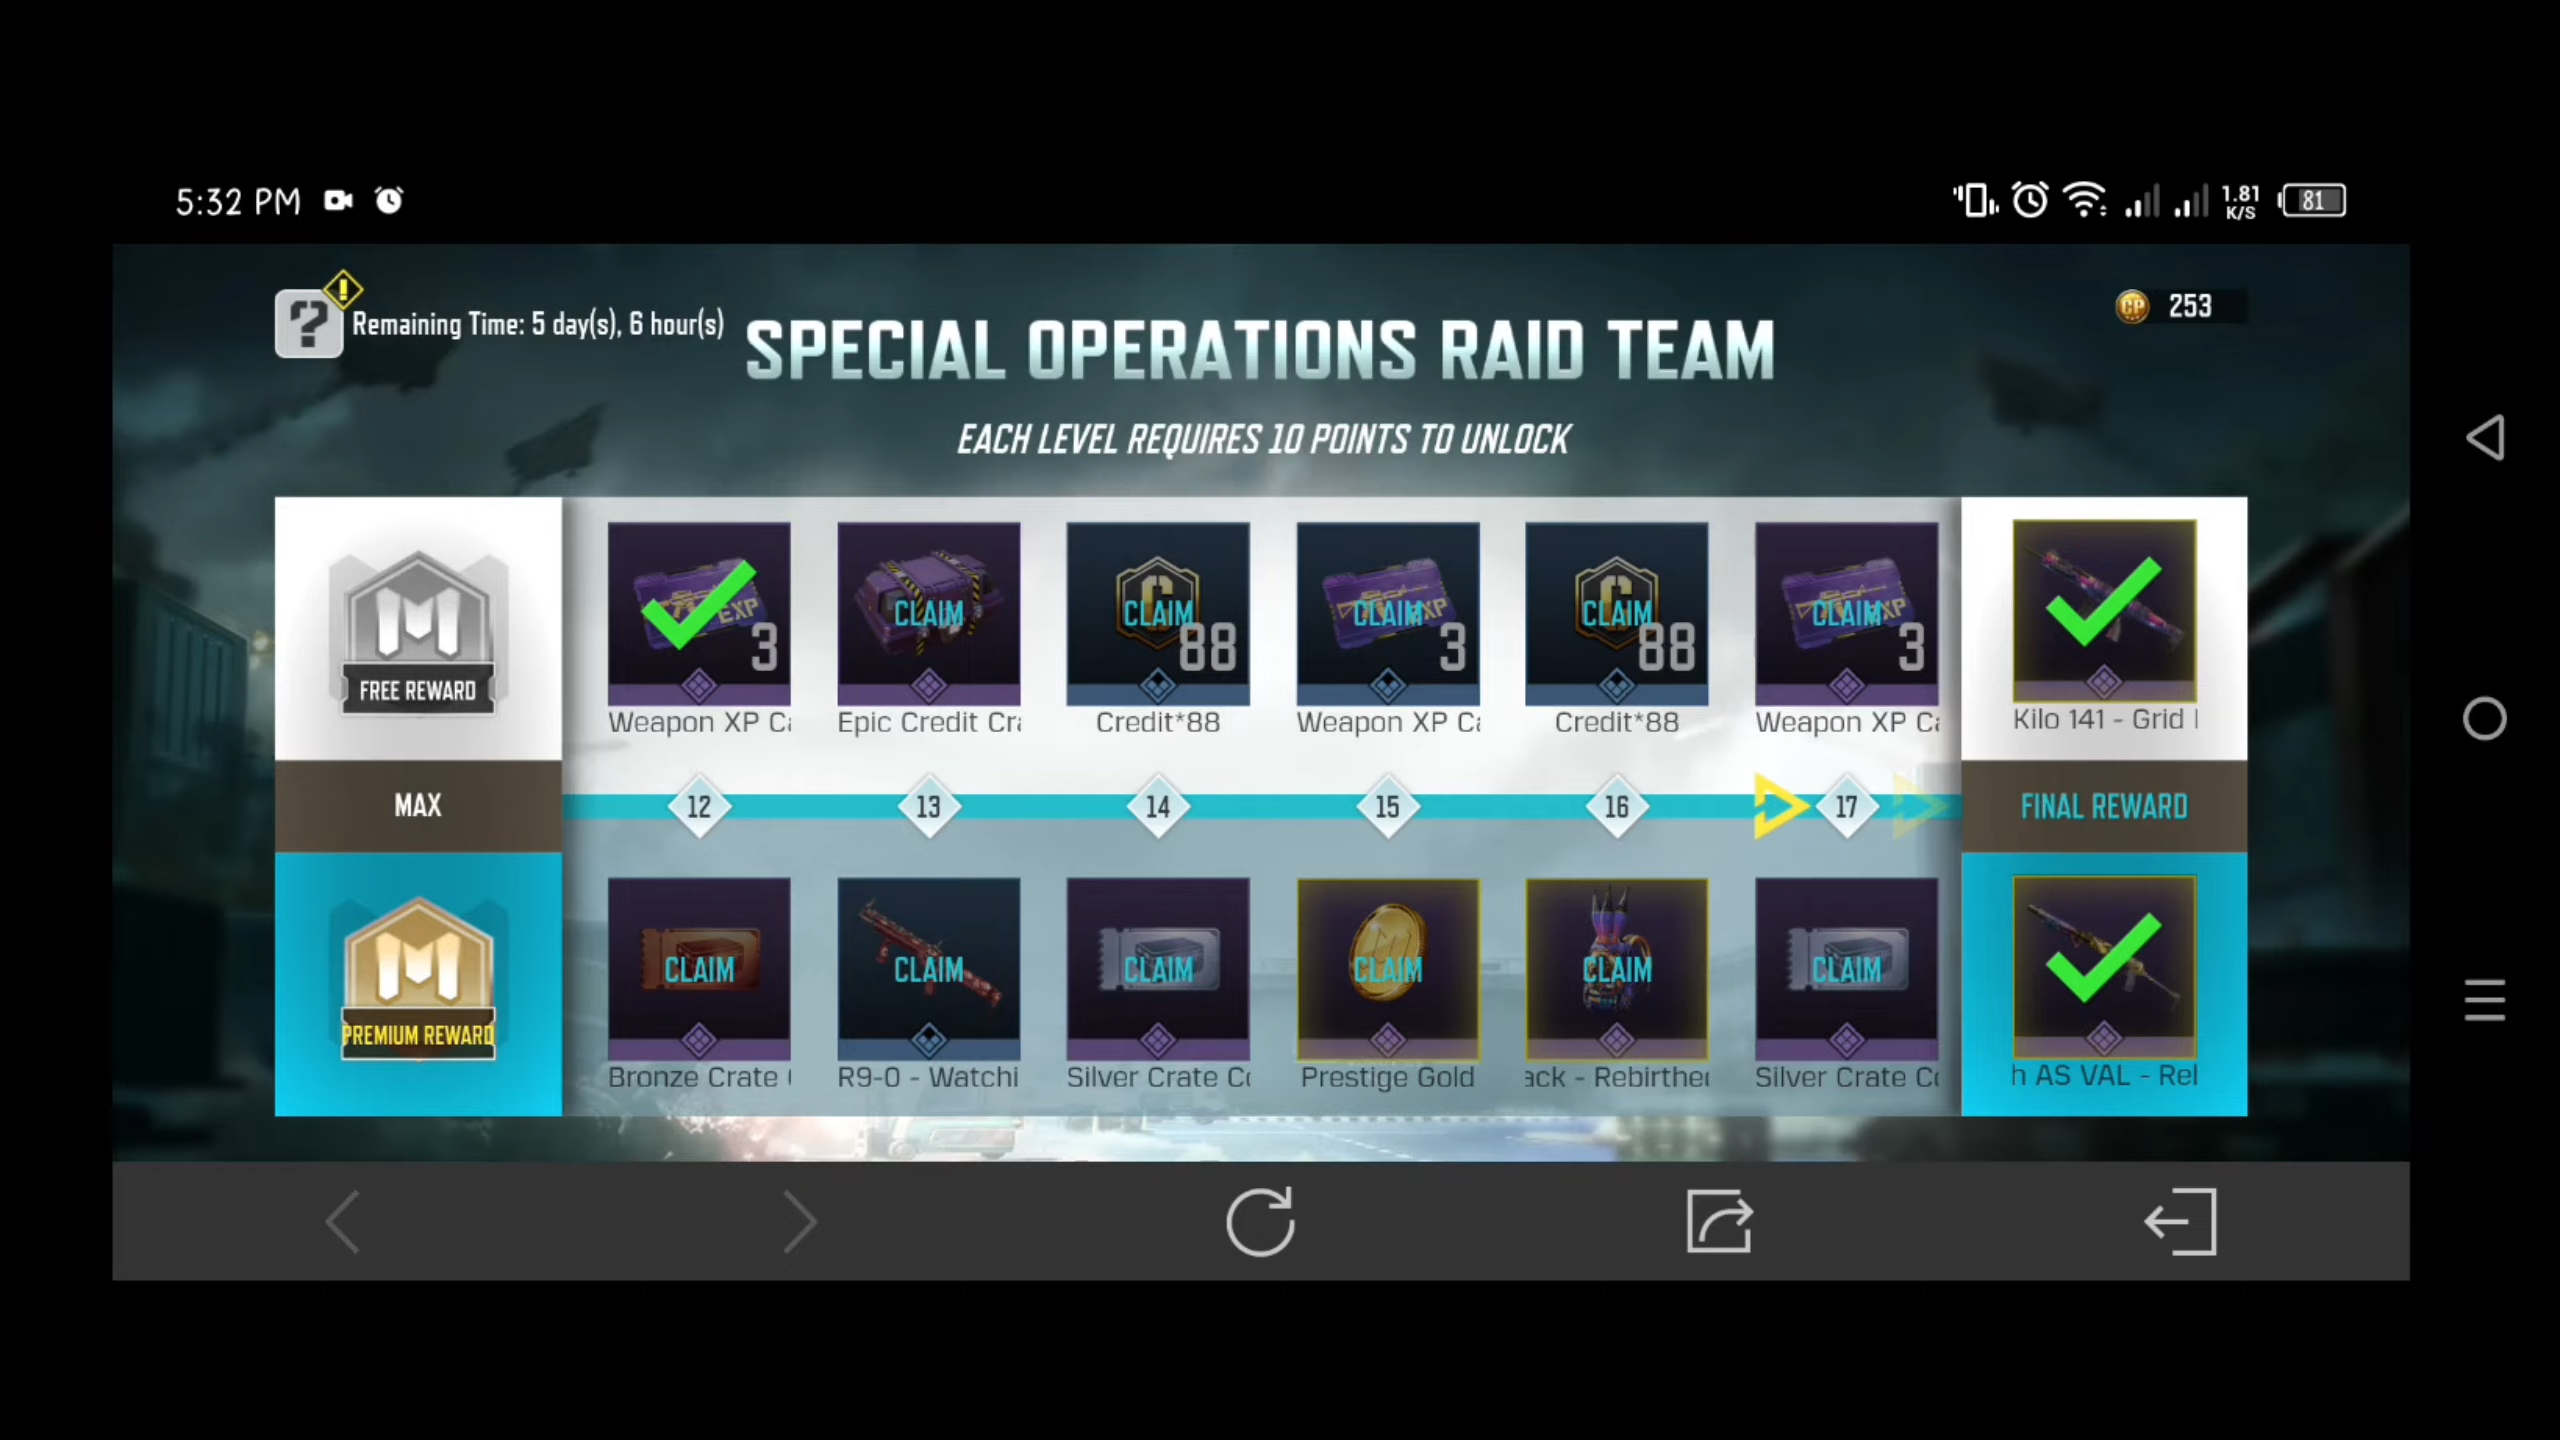 5:32 PM
1.81
K/S
81
Remaining Time: 5 day(s), 6 hour(s)
SPECIAL OPERATIONS RAID TEAM
253
EACH LEVEL REQUIRES 10 POINTS TO UNLOCK
FREE REWARD
EXP
3
CLAIM
CLAIM
88
CLAIM
3
CLAIM
88
CLAIM
3
Weapon XP Ca
Epic Credit Cra
Credit*88
Weapon XP Ca
Credit*88
Weapon XP Ca
Kilo 141 - Grid
MAX
12
13
14
15
16
17
FINAL REWARD
PREMIUM REWARD
CLAIM
CLAIM
CLAIM
CLAIM
CLAIM
CLAIM
Bronze Crate
R9-0 - Watchi
Silver Crate Co
Prestige Gold
ack - Rebirthe
Silver Crate Co
h AS VAL - Rel